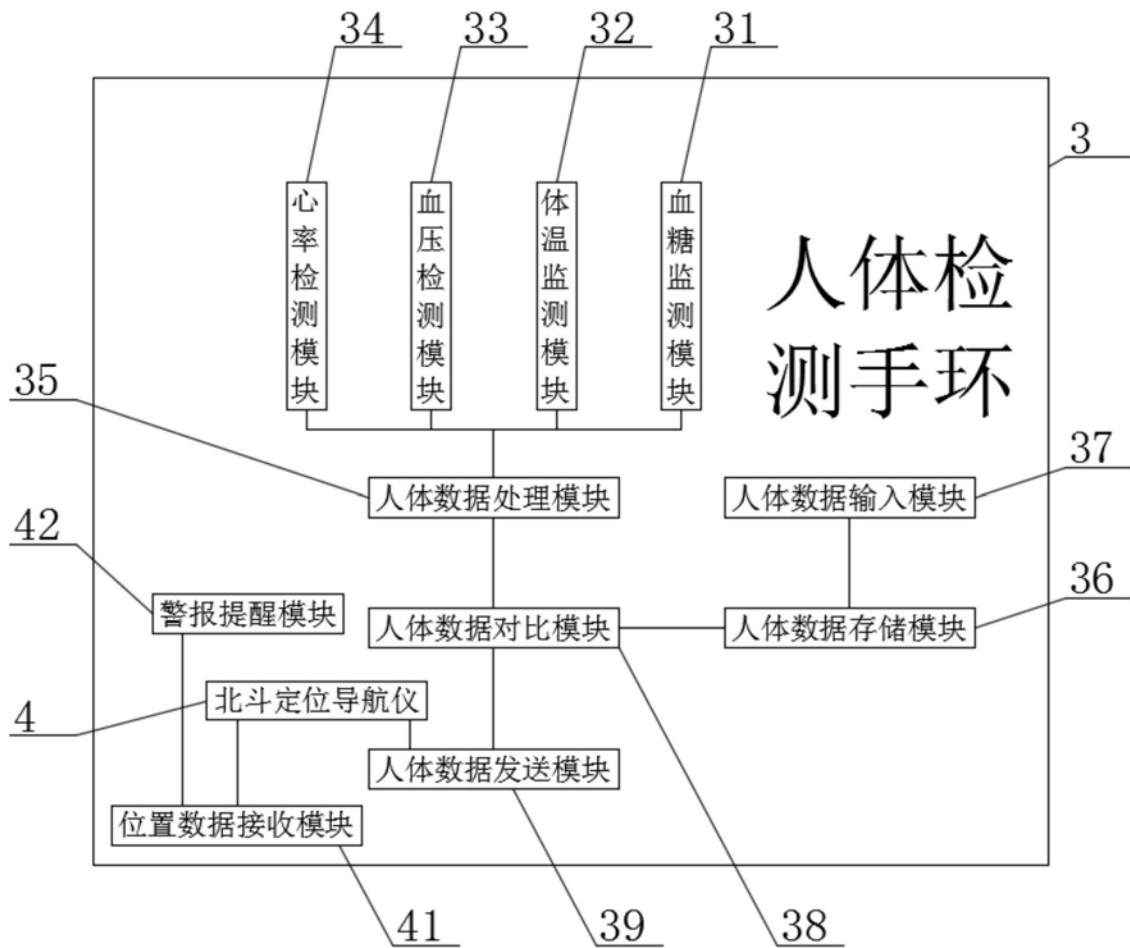 34
33
32
31
3
心率检测模块
血压检测模块
体温监测模块
血糖监测模块
人体检
测手环
35
37
人体数据处理模块
人体数据输入模块
42
36
警报提醒模块
人体数据对比模块
人体数据存储模块
4
北斗定位导航仪
人体数据发送模块
位置数据接收模块
41
39
38